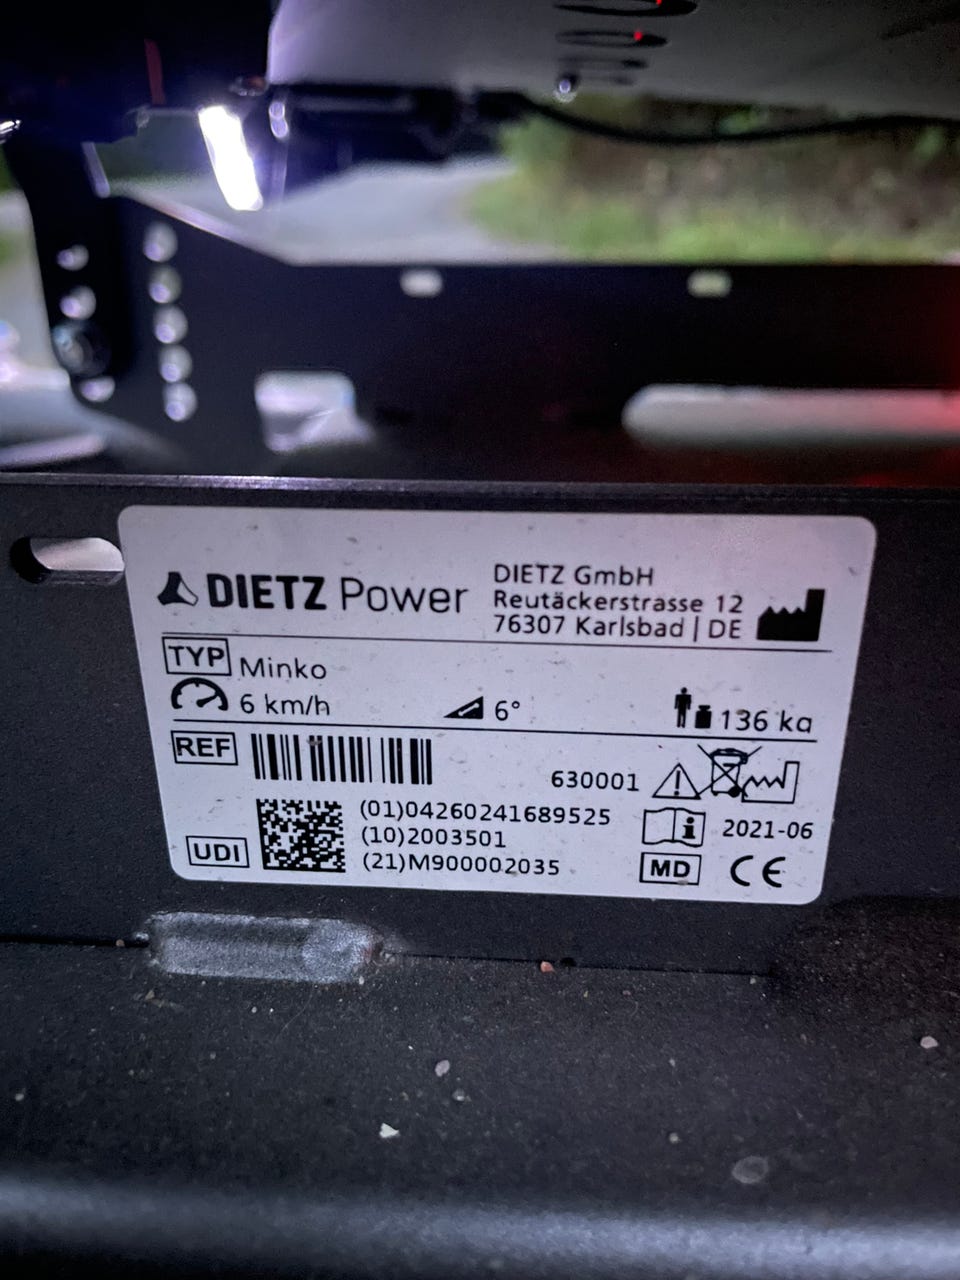 DIETZ Power
DIETZ GmbH
Reutäckerstrasse 12
76307 Karlsbad | DE
TYP Minko
6 km/h 6° 136 kg
REF 630001
(01)04260241689525
(10)2003501
(21)M900002035
UDI
2021-06
MD CE